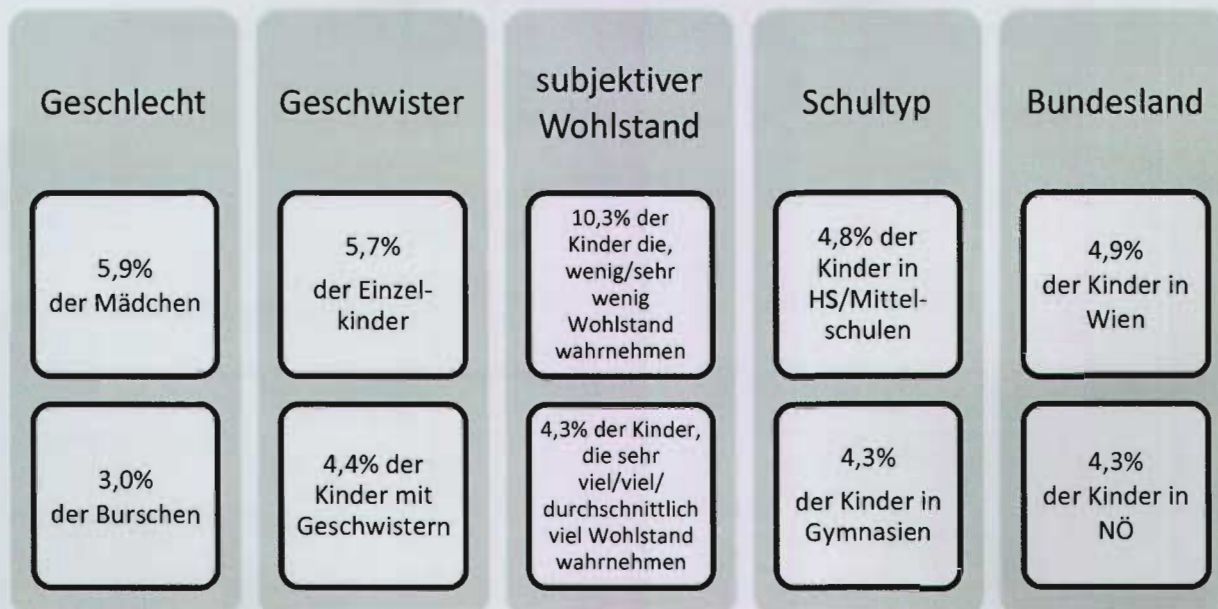 Geschlecht
5,9%
der Mädchen
3,0%
der Burschen
Geschwister
5,7%
der Einzel-
kinder
4,4% der
Kinder mit
Geschwistern
subjektiver
Wohlstand
10,3% der
Kinder die,
wenig/sehr
wenig
Wohlstand
wahrnehmen
4,3% der Kinder,
die sehr
viel/viel/
durchschnittlich
viel Wohlstand
wahrnehmen
Schultyp
4,8% der
Kinder in
HS/Mittel-
schulen
4,3%
der Kinder in
Gymnasien
Bundesland
4,9%
der Kinder in
Wien
4,3%
der Kinder in
NÖ